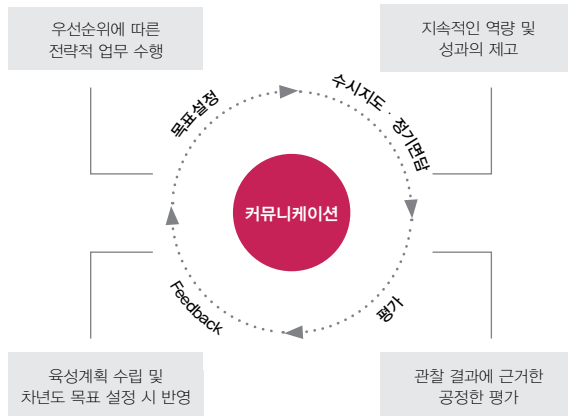 우선순위에 따른
전략적 업무 수행
지속적인 역량 및
성과의 제고
목표설정
수시지도 · 정기면담
커뮤니케이션
Feedback
평가
육성계획 수립 및
차년도 목표 설정 시 반영
관찰 결과에 근거한
공정한 평가